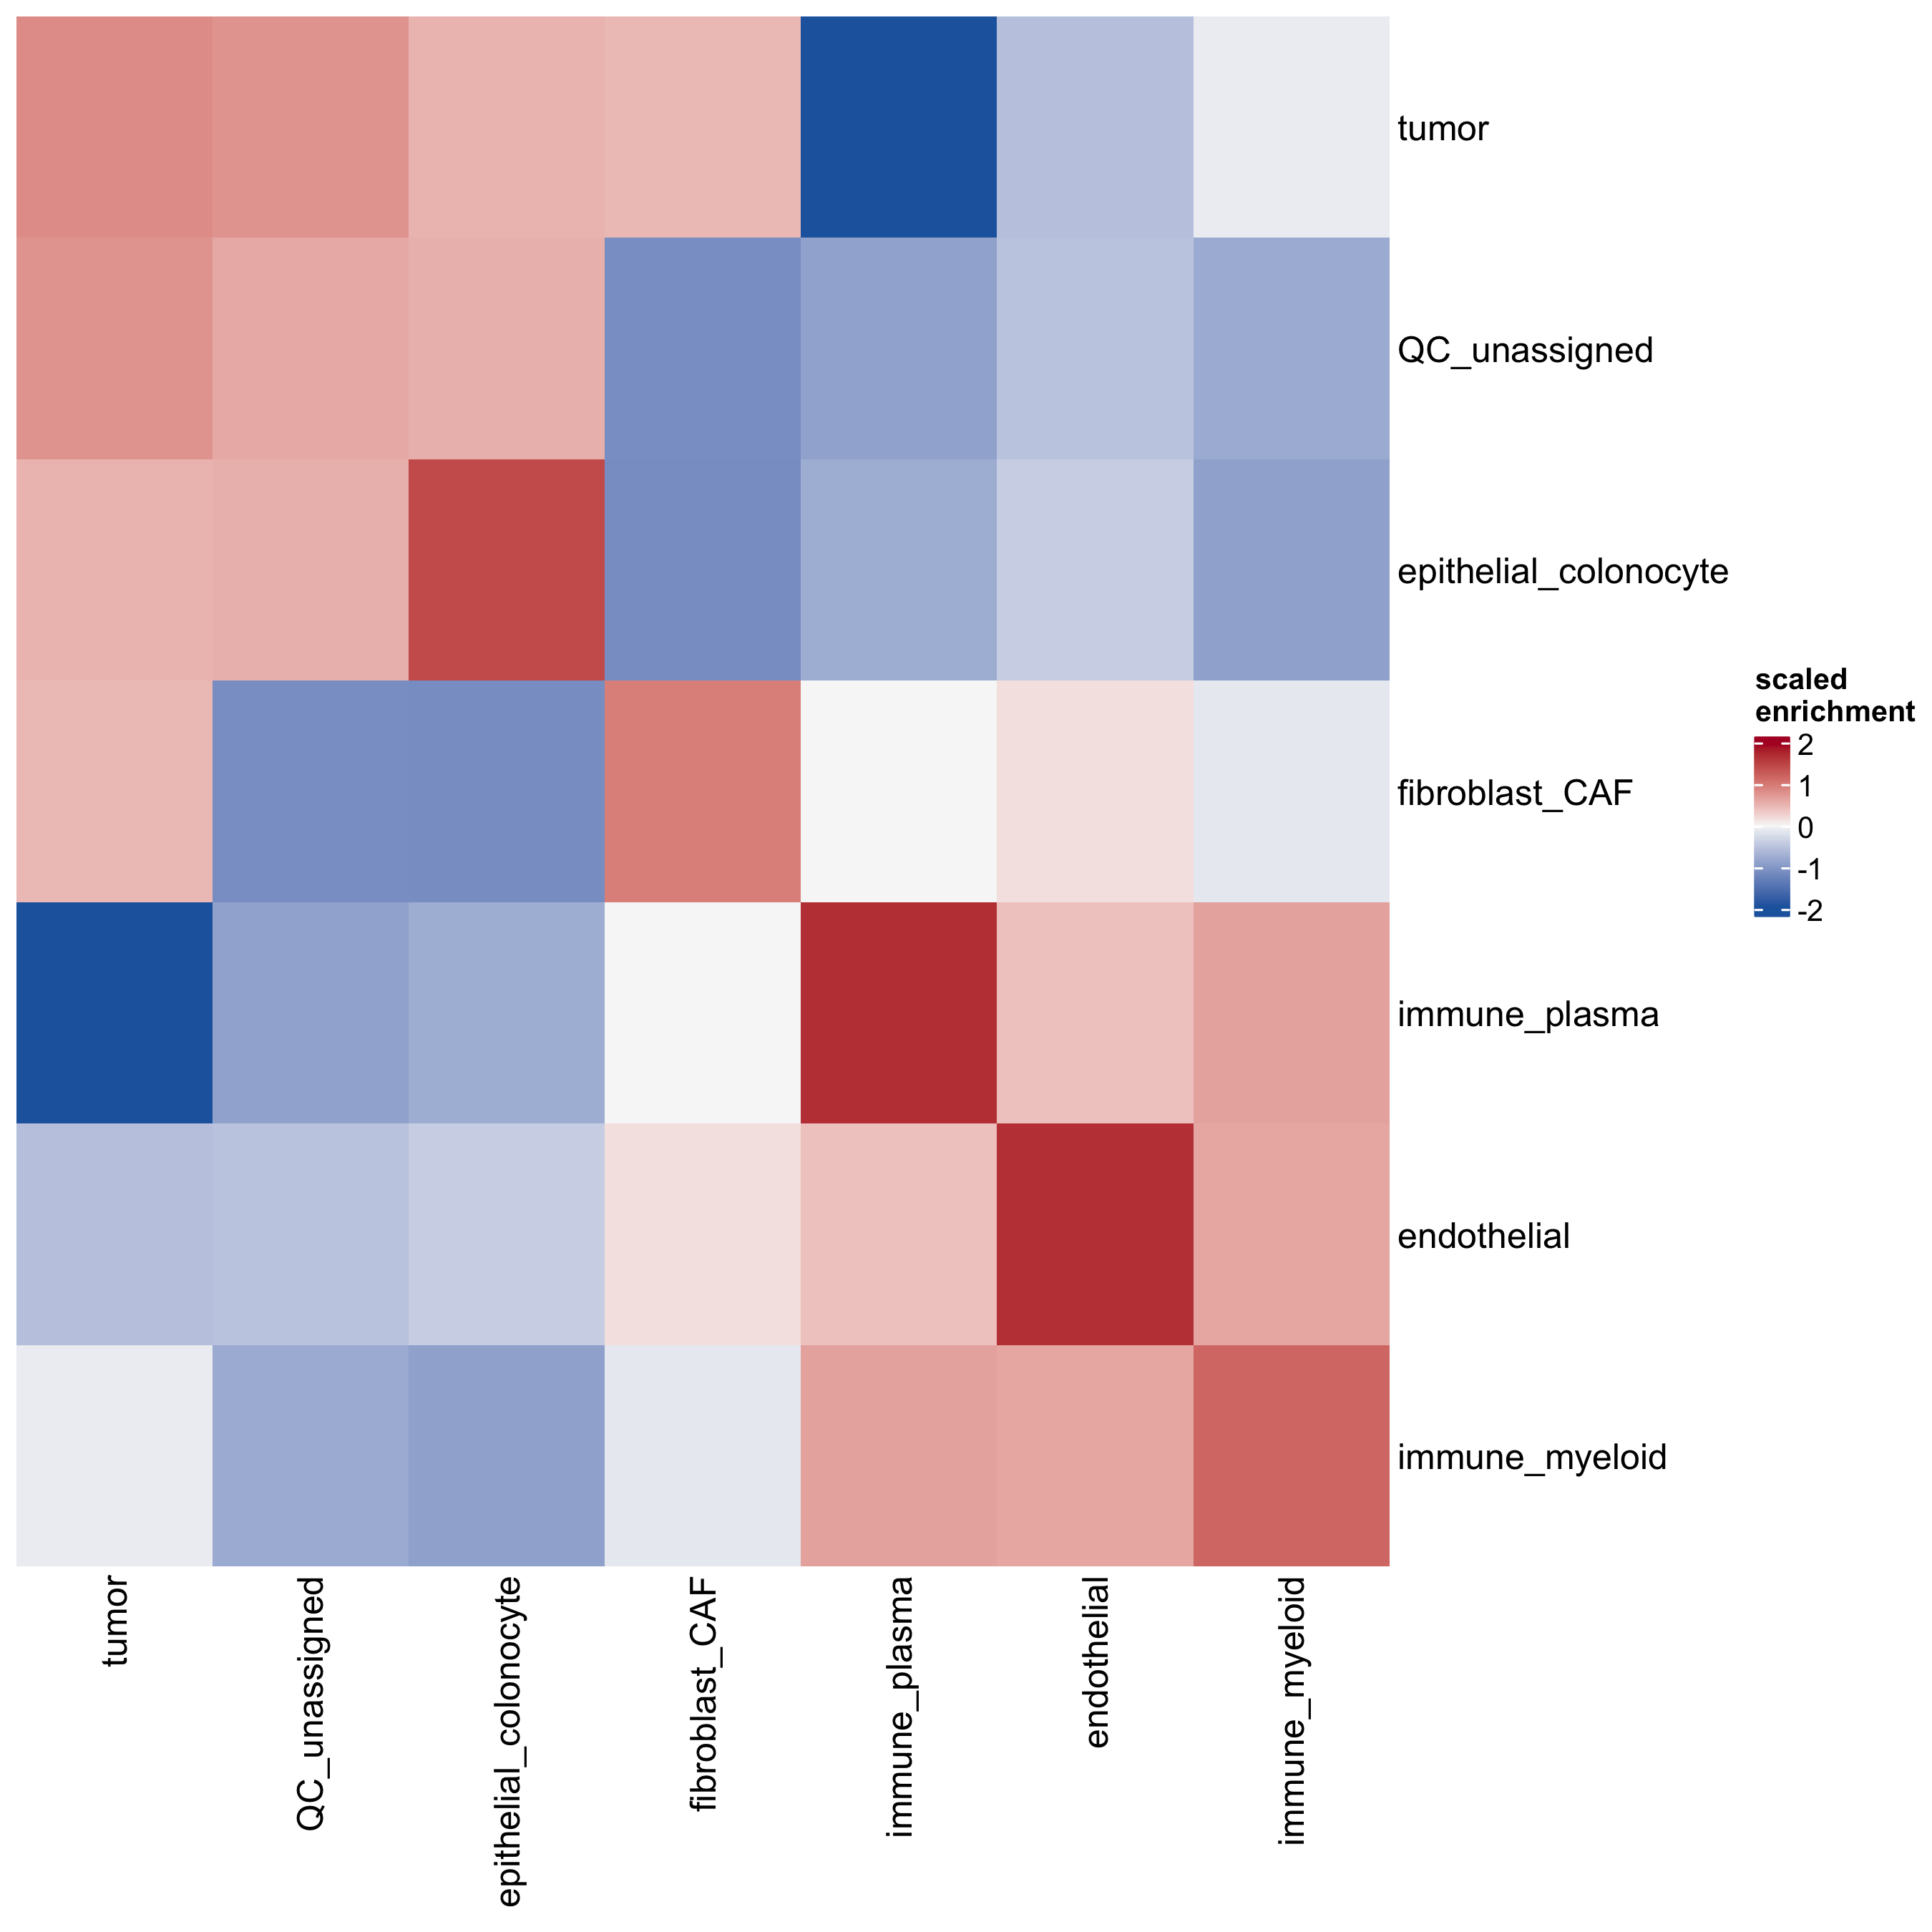 tumor
QC_unassigned
epithelial_colonocyte
fibroblast_CAF
immune_plasma
endothelial
immune_myeloid
scaled
enrichment
2
1
0
-1
-2
tumor
QC_unassigned
epithelial_colonocyte
fibroblast_CAF
immune_plasma
endothelial
immune_myeloid